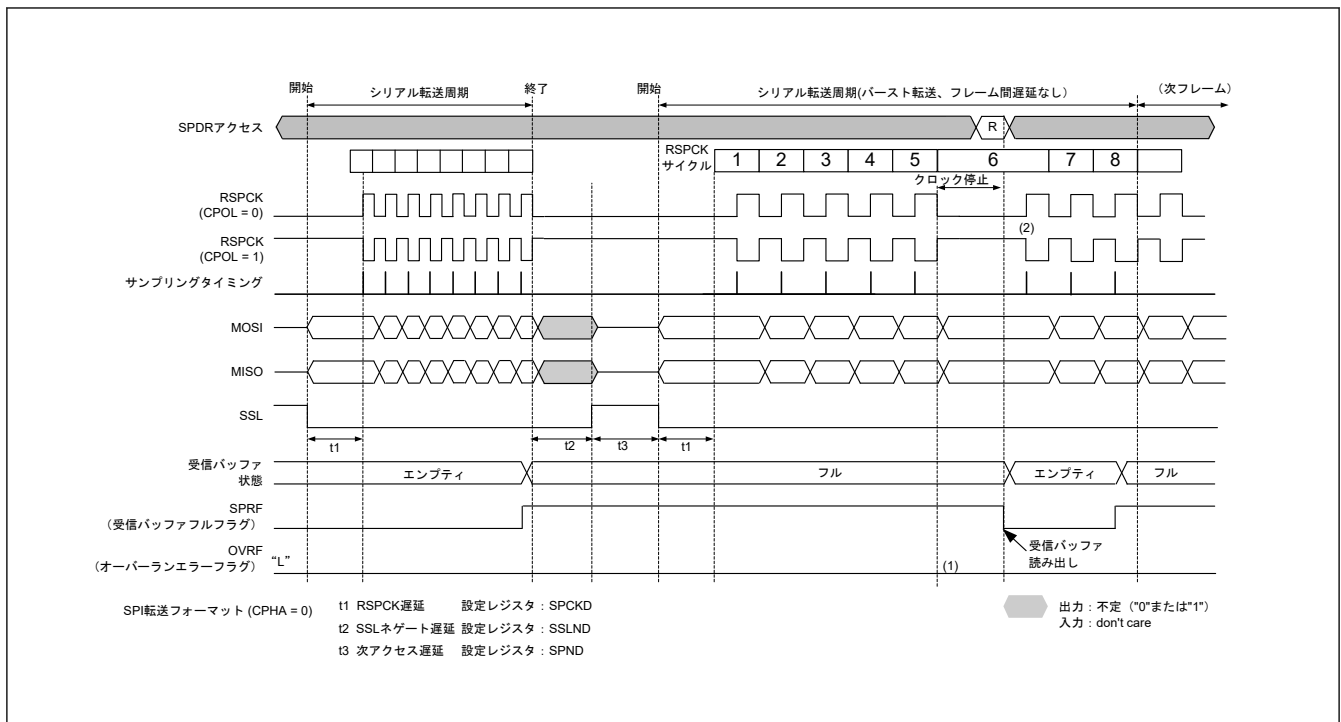 開始
シリアル転送周期
終了
開始
シリアル転送周期(バースト転送、フレーム間遅延なし)
(次フレーム)
SPDRアクセス
R
RSPCK
サイクル
1 2 3 4 5 6 7 8
クロック停止
RSPCK
(CPOL = 0)
(2)
RSPCK
(CPOL = 1)
サンプリングタイミング
MOSI
MISO
SSL
t1
t2
t3
t1
受信バッファ
状態
エンプティ
フル
エンプティ
フル
SPRF
(受信バッファフルフラグ)
受信バッファ
読み出し
OVRF
(オーバーランエラーフラグ)
“L”
(1)
SPI転送フォーマット (CPHA = 0)
t1 RSPCK遅延 設定レジスタ:SPCKD
t2 SSLネゲート遅延 設定レジスタ:SSLND
t3 次アクセス遅延 設定レジスタ:SPND
出力:不定("0"または"1")
入力:don't care